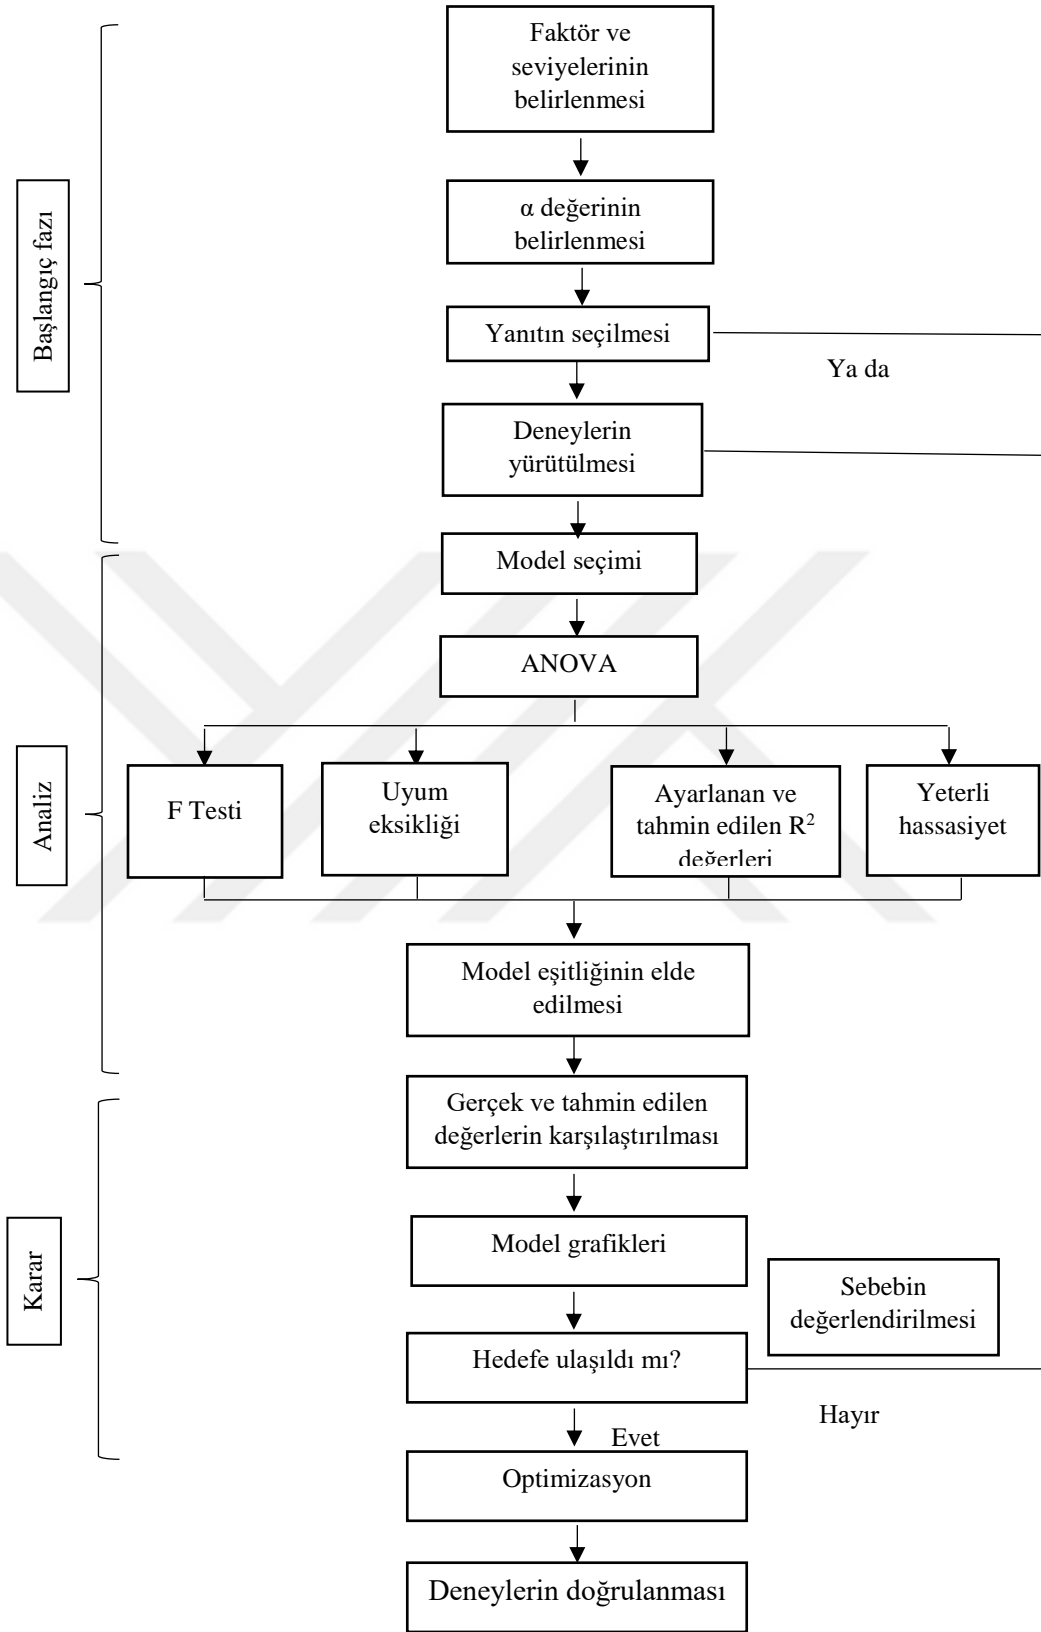 Faktör ve
seviyelerinin
belirlenmesi
Başlangıç fazı
α değerinin
belirlenmesi
Yanıtın seçilmesi
Ya da
Deneylerin
yürütülmesi
Model seçimi
ANOVA
Analiz
F Testi
Uyum
eksikliği
Ayarlanan ve
tahmin edilen R²
değerleri
Yeterli
hassasiyet
Model eşitliğinin elde
edilmesi
Gerçek ve tahmin edilen
değerlerin karşılaştırılması
Karar
Model grafikleri
Sebebin
değerlendirilmesi
Hedefe ulaşıldı mı?
Hayır
Evet
Optimizasyon
Deneylerin doğrulanması